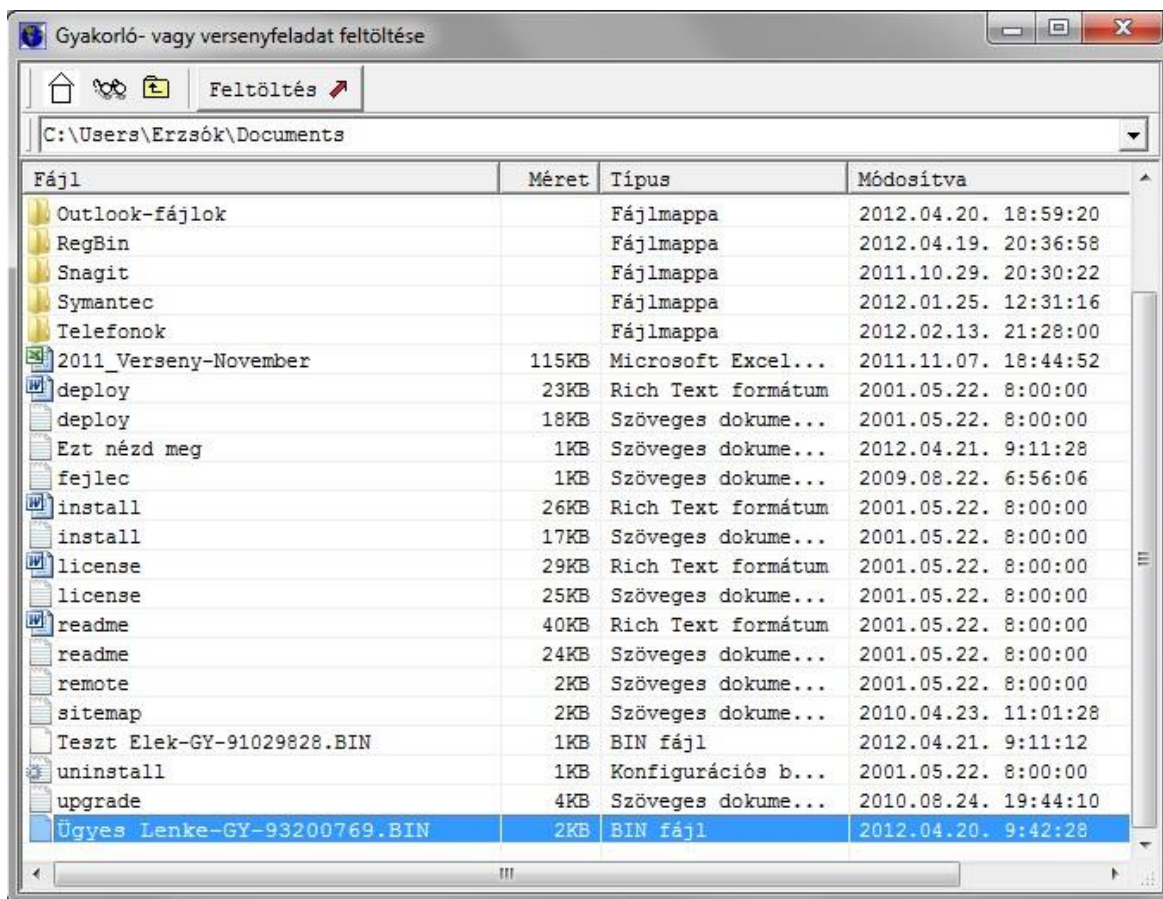 Gyakorló- vagy versenyfeladat feltöltése
Feltöltés
C:\Users\Erzsók\Documents
Fájl Méret Típus Módosítva
Outlook-fájlok Fájlmappa 2012.04.20. 18:59:20
RegBin Fájlmappa 2012.04.19. 20:36:58
Snagit Fájlmappa 2011.10.29. 20:30:22
Symantec Fájlmappa 2012.01.25. 12:31:16
Telefonok Fájlmappa 2012.02.13. 21:28:00
2011_Verseny-November 115KB Microsoft Excel... 2011.11.07. 18:44:52
deploy 23KB Rich Text formátum 2001.05.22. 8:00:00
deploy 18KB Szöveges dokume... 2001.05.22. 8:00:00
Ezt nézd meg 1KB Szöveges dokume... 2012.04.21. 9:11:28
fejlec 1KB Szöveges dokume... 2009.08.22. 6:56:06
install 26KB Rich Text formátum 2001.05.22. 8:00:00
install 17KB Szöveges dokume... 2001.05.22. 8:00:00
license 29KB Rich Text formátum 2001.05.22. 8:00:00
license 25KB Szöveges dokume... 2001.05.22. 8:00:00
readme 40KB Rich Text formátum 2001.05.22. 8:00:00
readme 24KB Szöveges dokume... 2001.05.22. 8:00:00
remote 2KB Szöveges dokume... 2001.05.22. 8:00:00
sitemap 2KB Szöveges dokume... 2010.04.23. 11:01:28
Teszt Elek-GY-91029828.BIN 1KB BIN fájl 2012.04.21. 9:11:12
uninstall 1KB Konfigurációs b... 2001.05.22. 8:00:00
upgrade 4KB Szöveges dokume... 2010.08.24. 19:44:10
Ügyes Lenke-GY-93200769.BIN 2KB BIN fájl 2012.04.20. 9:42:28